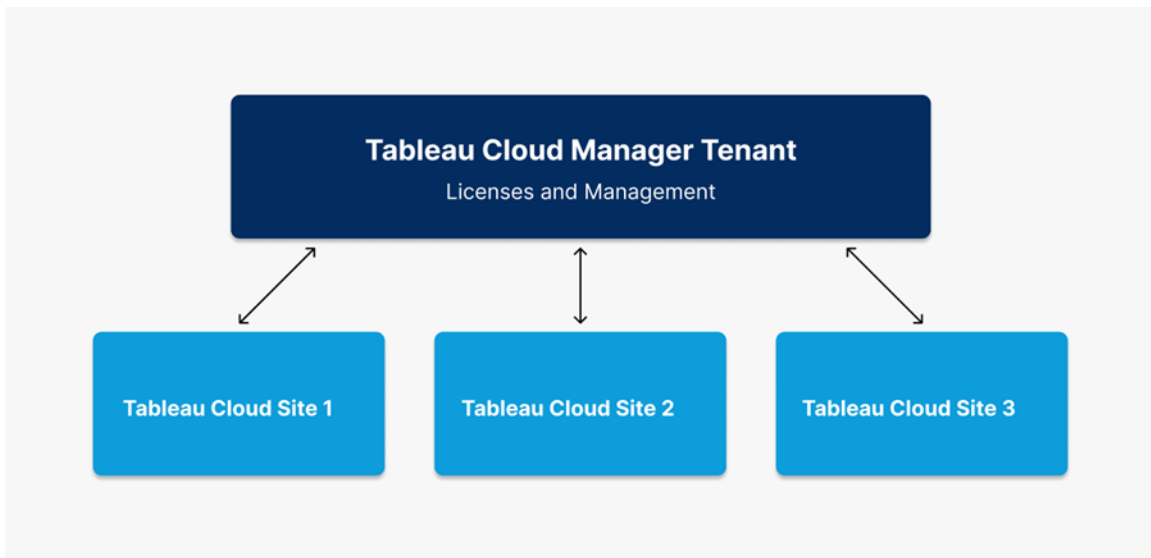 Tableau Cloud Manager Tenant
Licenses and Management
Tableau Cloud Site 1
Tableau Cloud Site 2
Tableau Cloud Site 3